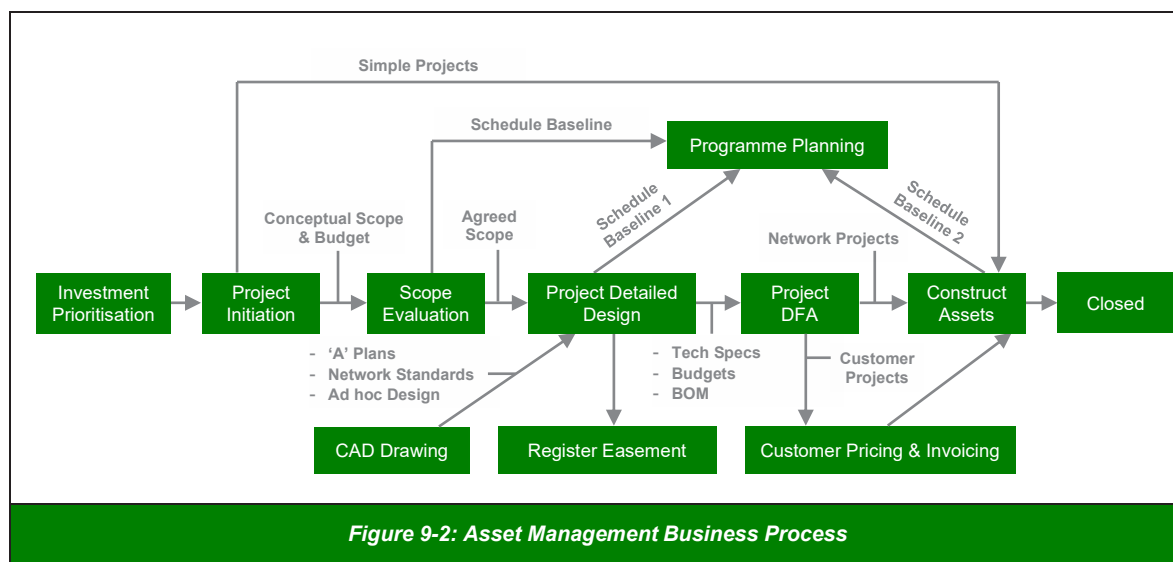 Simple Projects
Schedule Baseline
Programme Planning
Conceptual Scope
& Budget
Agreed
Scope
Schedule
Baseline 1
Schedule
Baseline 2
Network Projects
Investment
Prioritisation
Project
Initiation
Scope
Evaluation
Project Detailed
Design
Project
DFA
Construct
Assets
Closed
- ‘A’ Plans
- Network Standards
- Ad hoc Design
- Tech Specs
- Budgets
- BOM
Customer
Projects
CAD Drawing
Register Easement
Customer Pricing & Invoicing
Figure 9-2: Asset Management Business Process